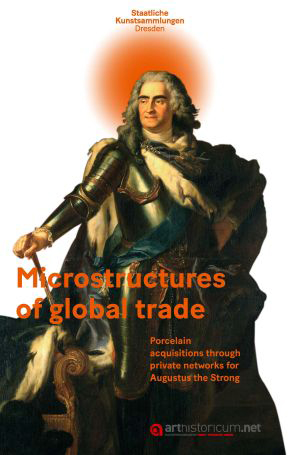 Staatliche
Kunstsammlungen
Dresden
Microstructures
of global trade
Porcelain
acquisitions through
private networks for
Augustus the Strong
arthistoricum.net